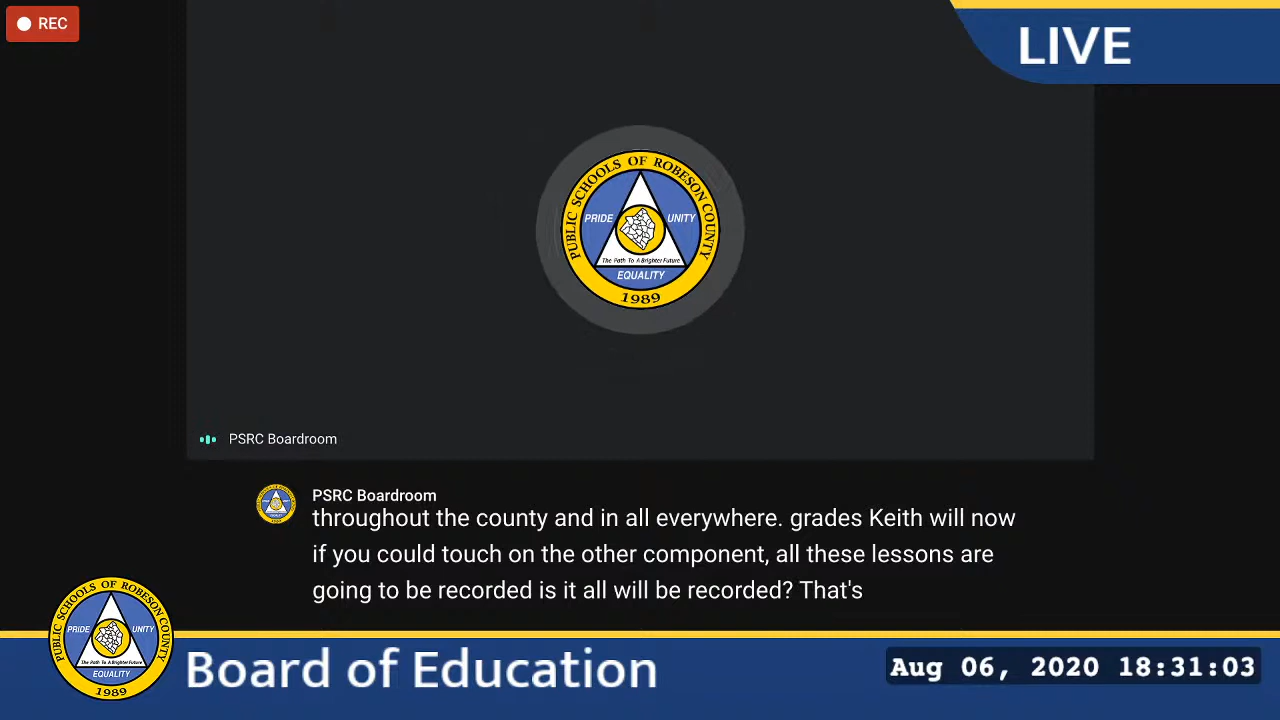 REC
LIVE
PUBLIC SCHOOLS OF ROBESON COUNTY
PRIDE
UNITY
The Path To A Brighter Future
EQUALITY
1989
PSRC Boardroom
PSRC Boardroom
throughout the county and in all everywhere. grades Keith will now
if you could touch on the other component, all these lessons are
going to be recorded is it all will be recorded? That's
PUBLIC SCHOOLS OF ROBESON COUNTY
PRIDE
UNITY
The Path To A Brighter Future
EQUALITY
1989
Board of Education
Aug 06, 2020 18:31:03